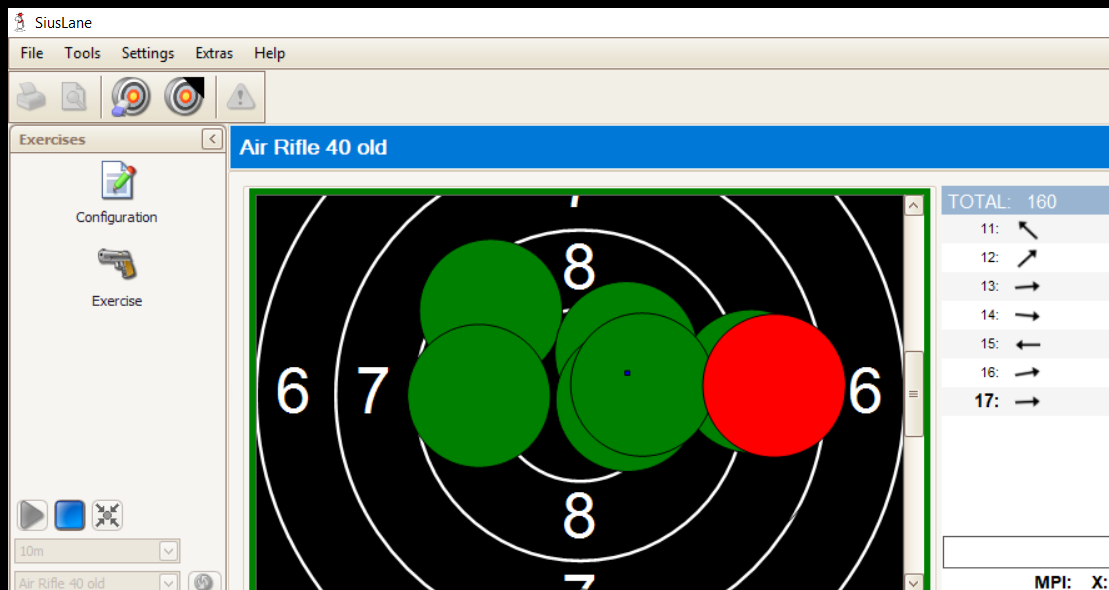 SiusLane
File Tools Settings Extras Help
Exercises
Air Rifle 40 old
Configuration
Exercise
7
8
6 7 6
8
7
TOTAL: 160
11:
12:
13:
14:
15:
16:
17:
10m
Air Rifle 40 old
MPI: X: